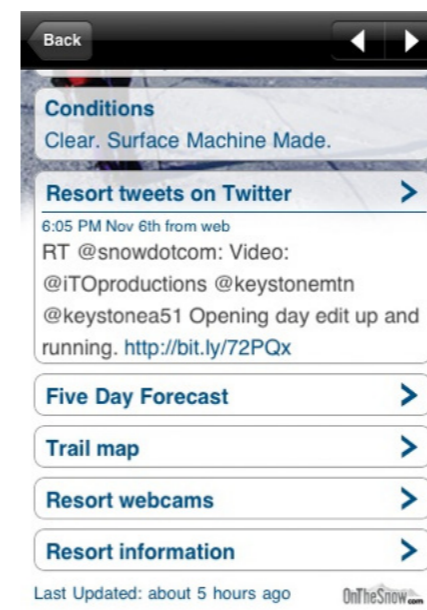 Back
Conditions
Clear. Surface Machine Made.
Resort tweets on Twitter
6:05 PM Nov 6th from web
RT @snowdotcom: Video:
@iTOproductions @keystonemtn
@keystonea51 Opening day edit up and
running. http://bit.ly/72PQx
Five Day Forecast
Trail map
Resort webcams
Resort information
Last Updated: about 5 hours ago OnTheSnow.com